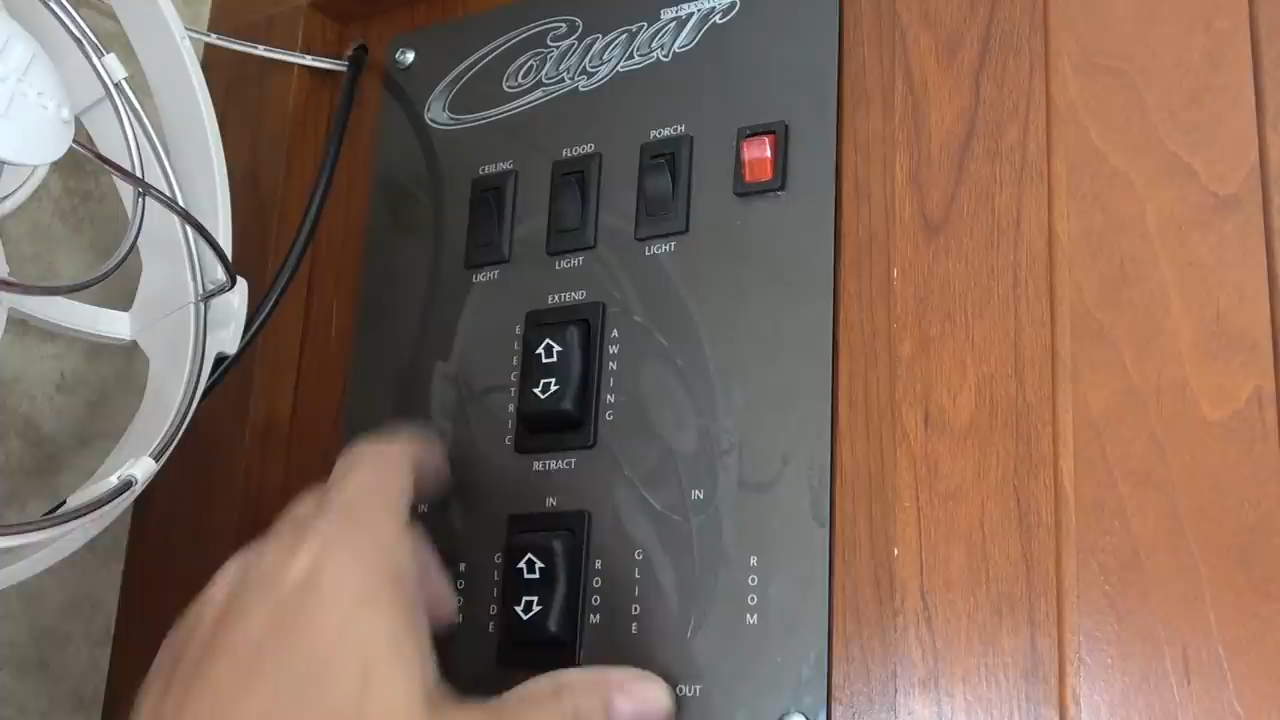 Cougar
CEILING
LIGHT
FLOOD
LIGHT
PORCH
LIGHT
EXTEND
ELECTRIC
AWNING
RETRACT
IN
IN
IN
ROOM
GLIDE
ROOM
GLIDE
ROOM
OUT